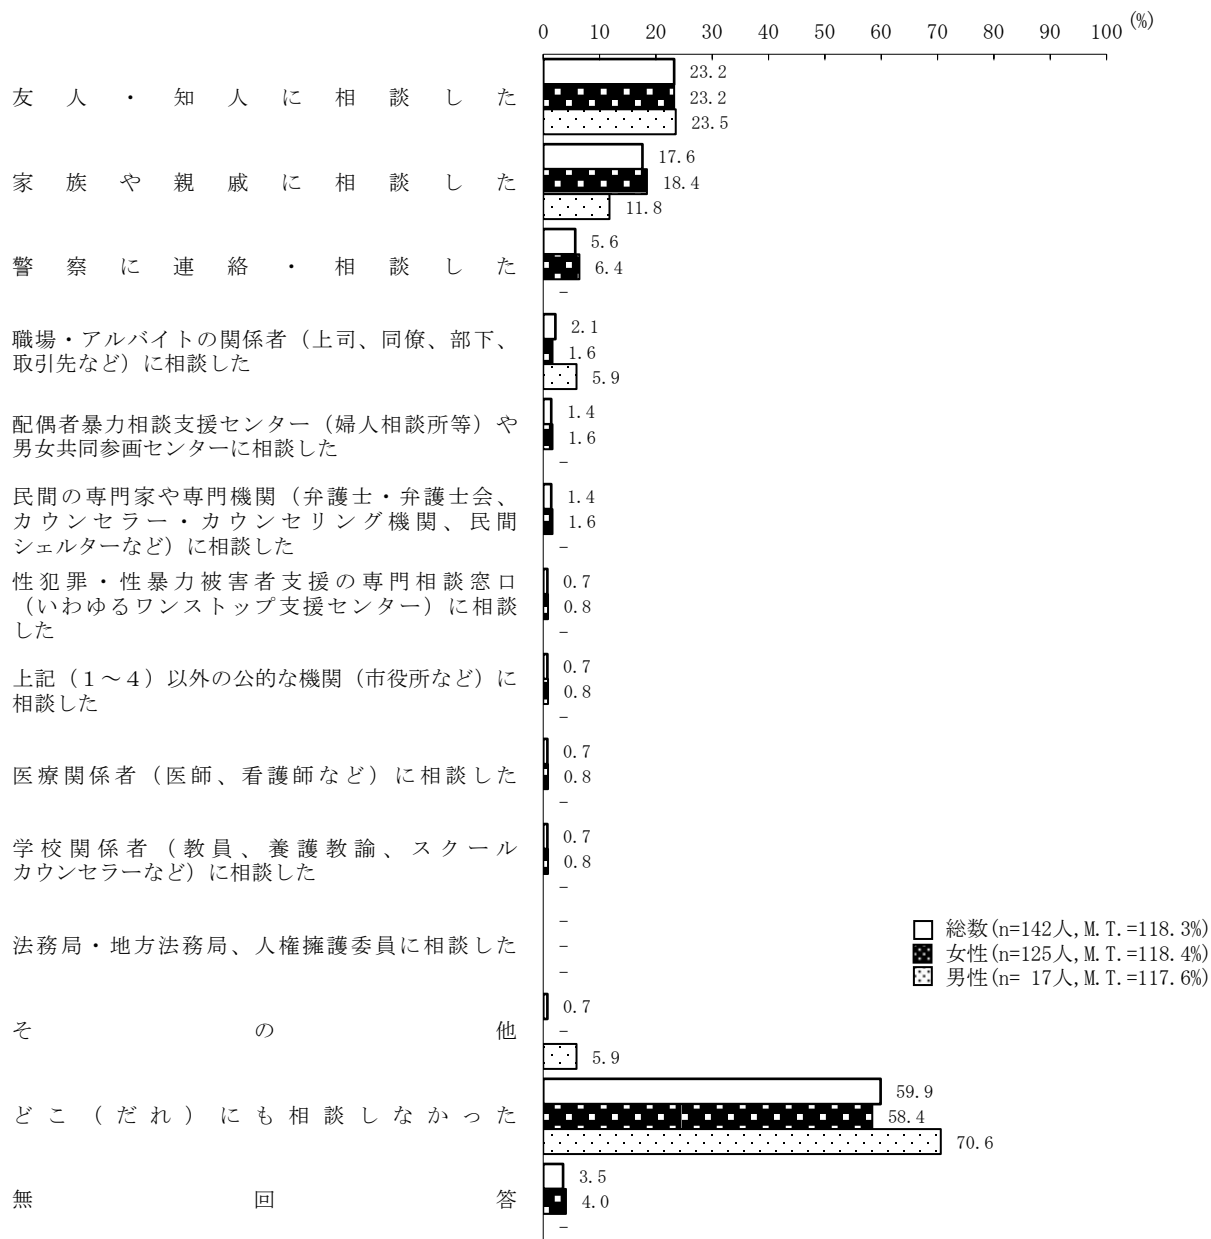 0 10 20 30 40 50 60 70 80 90 100 (%)
友人・知人に相談した
23.2
23.2
23.5
家族や親戚に相談した
17.6
18.4
11.8
警察に連絡・相談した
5.6
6.4
-
職場・アルバイトの関係者（上司、同僚、部下、
取引先など）に相談した
2.1
1.6
5.9
配偶者暴力相談支援センター（婦人相談所等）や
男女共同参画センターに相談した
1.4
1.6
-
民間の専門家や専門機関（弁護士・弁護士会、
カウンセラー・カウンセリング機関、民間
シェルターなど）に相談した
1.4
1.6
-
性犯罪・性暴力被害者支援の専門相談窓口
（いわゆるワンストップ支援センター）に相談
した
0.7
0.8
-
上記（１～４）以外の公的な機関（市役所など）に
相談した
0.7
0.8
-
医療関係者（医師、看護師など）に相談した
0.7
0.8
-
学校関係者（教員、養護教諭、スクール
カウンセラーなど）に相談した
0.7
0.8
-
法務局・地方法務局、人権擁護委員に相談した
-
-
-
総数(n=142人,M.T.=118.3%)
女性(n=125人,M.T.=118.4%)
男性(n= 17人,M.T.=117.6%)
その他
0.7
-
5.9
どこ（だれ）にも相談しなかった
59.9
58.4
70.6
無回答
3.5
4.0
-